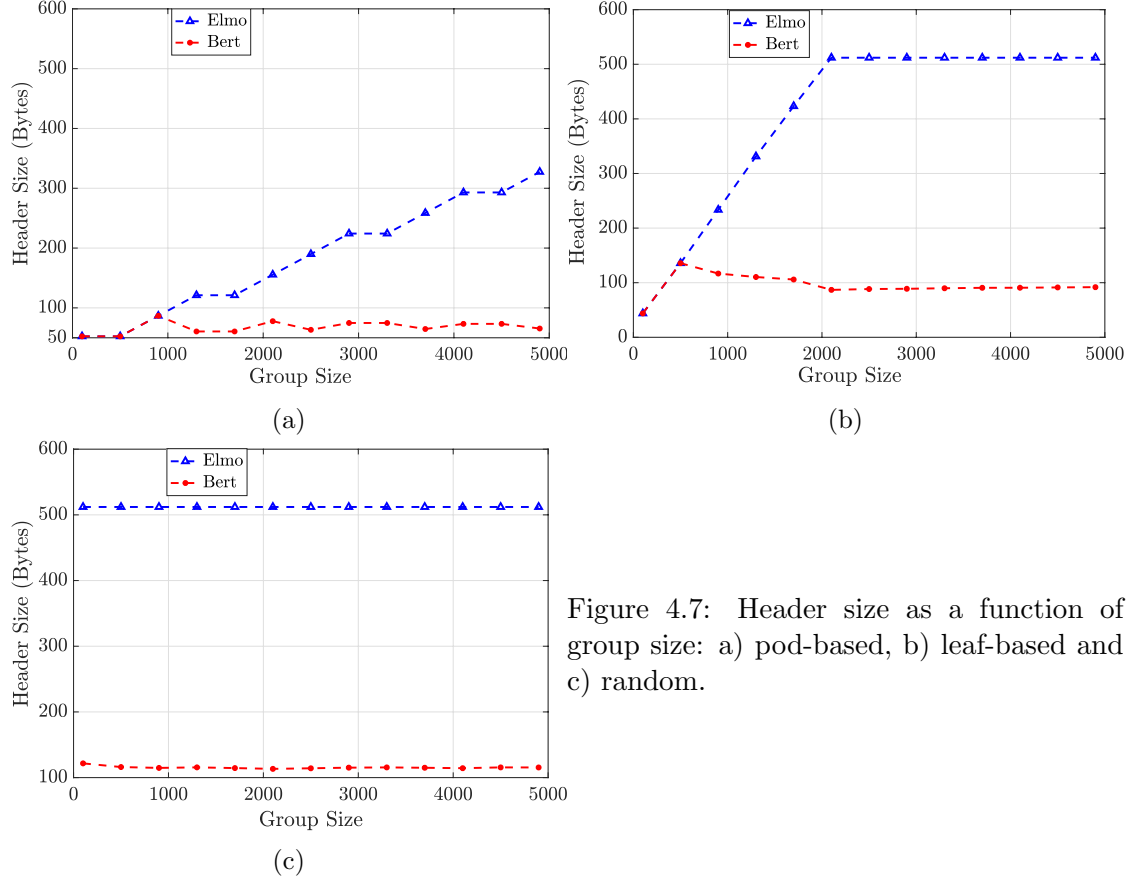 600
500
400
300
200
100
50
0
1000
2000
3000
4000
5000
Header Size (Bytes)
Group Size
Elmo
Bert
(a)
600
500
400
300
200
100
0
0
1000
2000
3000
4000
5000
Header Size (Bytes)
Group Size
Elmo
Bert
(b)
600
500
400
300
200
100
0
1000
2000
3000
4000
5000
Header Size (Bytes)
Group Size
Elmo
Bert
(c)
Figure 4.7: Header size as a function of
group size: a) pod-based, b) leaf-based and
c) random.